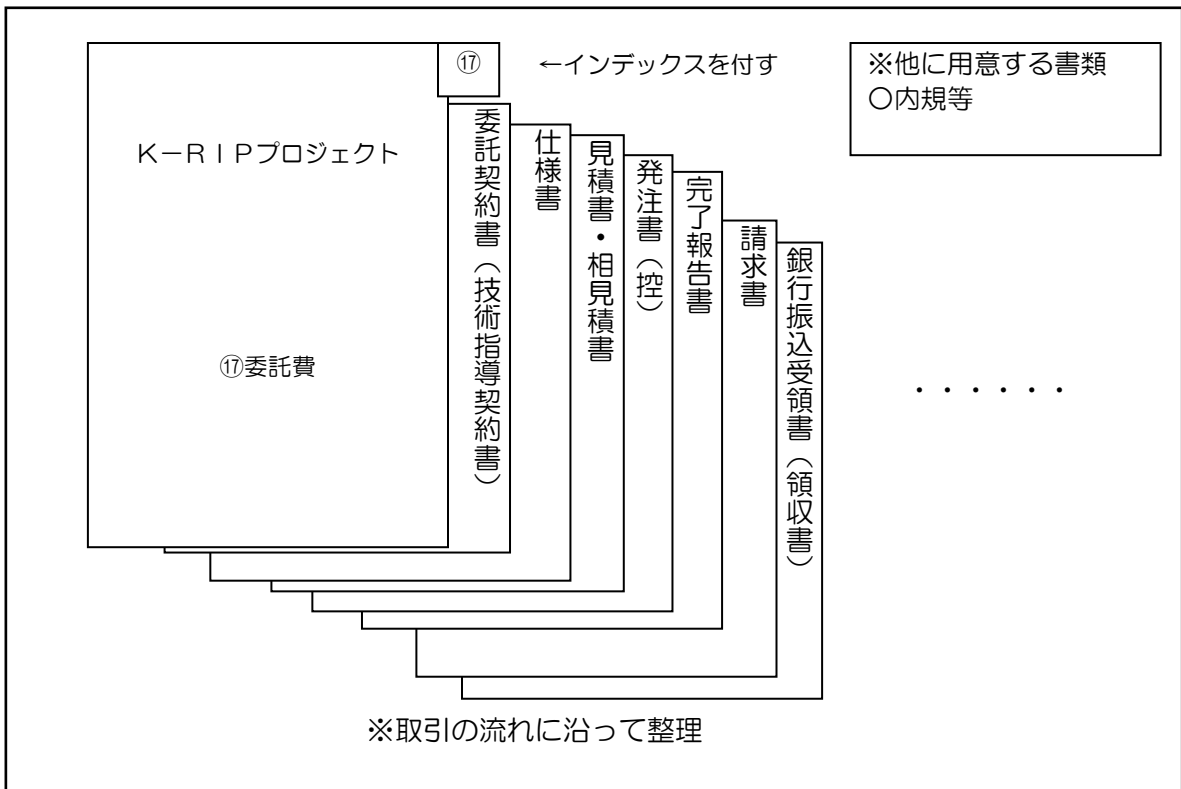 ⑰
←インデックスを付す
※他に用意する書類
〇内規等
K-RIPプロジェクト
⑰委託費
委託契約書(技術指導契約書)
仕様書
見積書・相見積書
発注書(控)
完了報告書
請求書
銀行振込受領書(領収書)
・・・・・・
※取引の流れに沿って整理